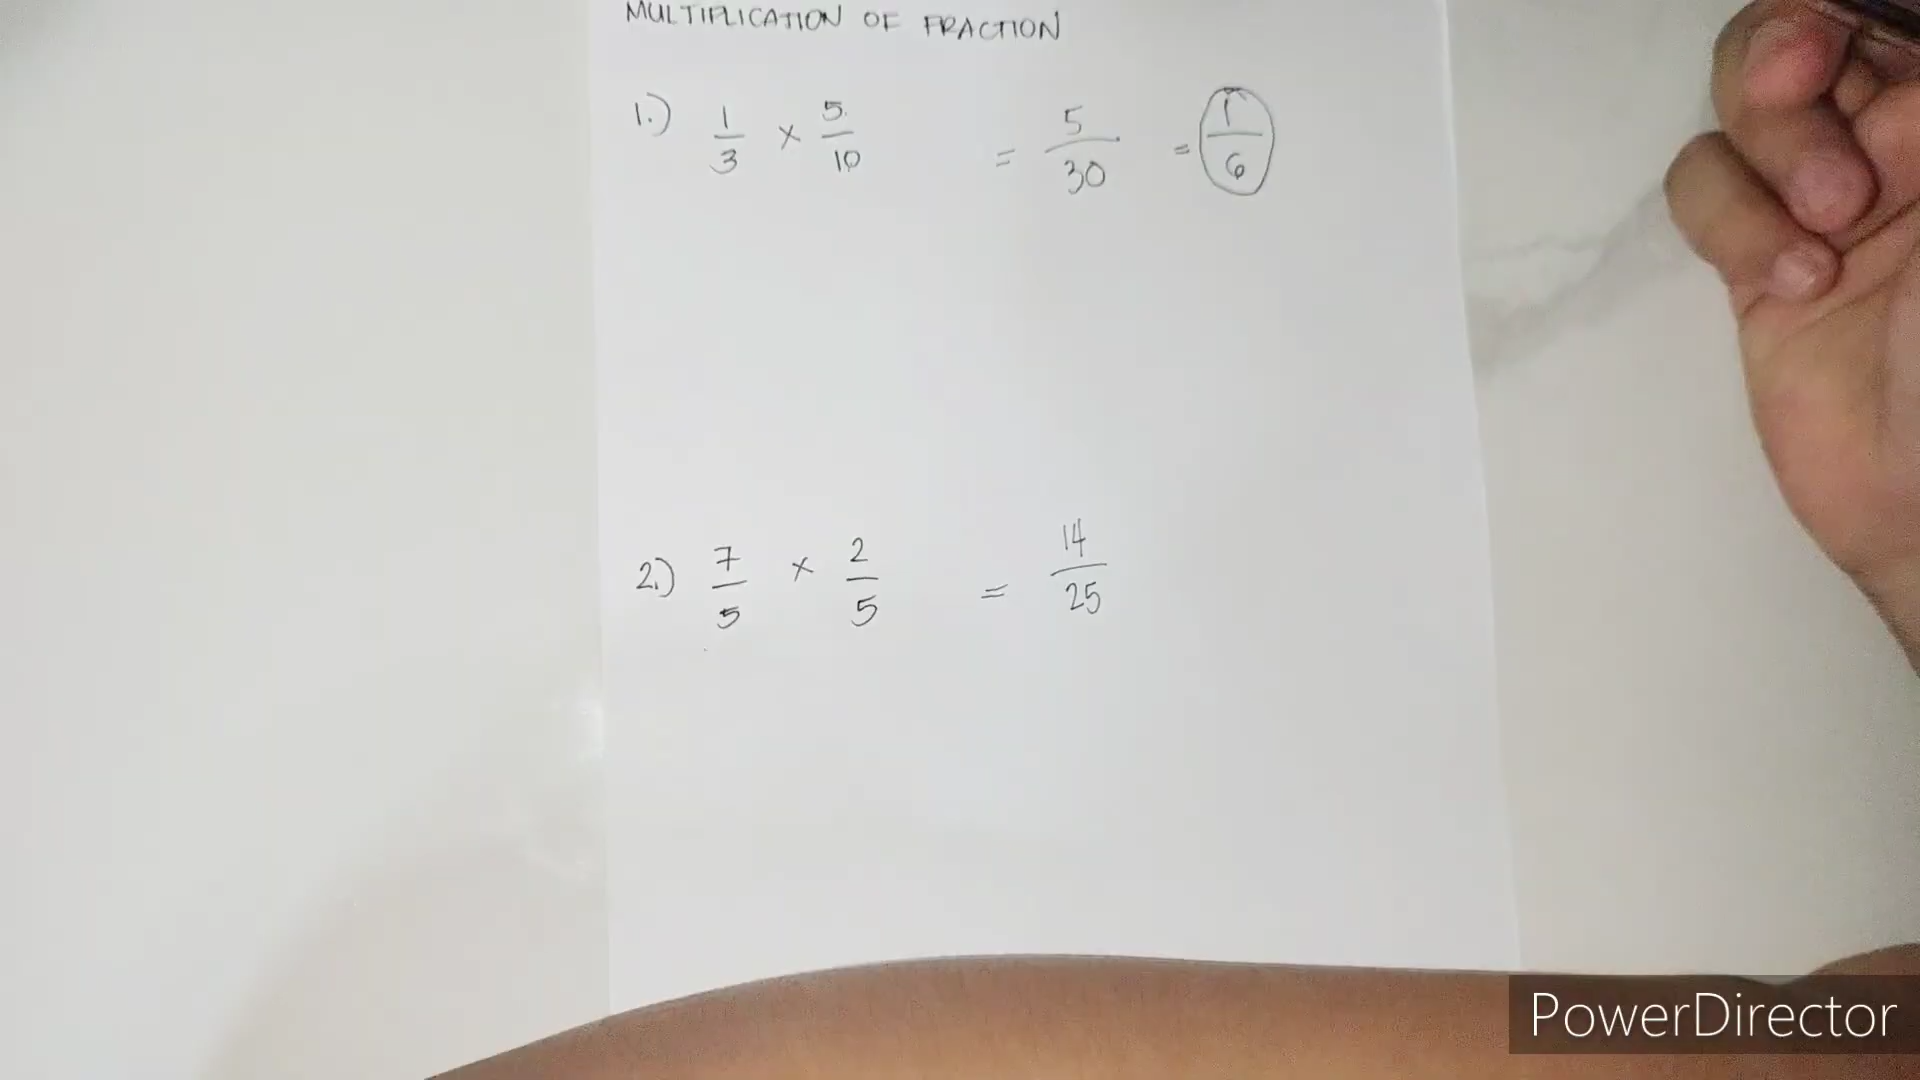 MULTIPLICATION OF FRACTION
1.) 1/3 × 5/10 = 5/30 = 1/6
2.) 7/5 × 2/5 = 14/25
PowerDirector